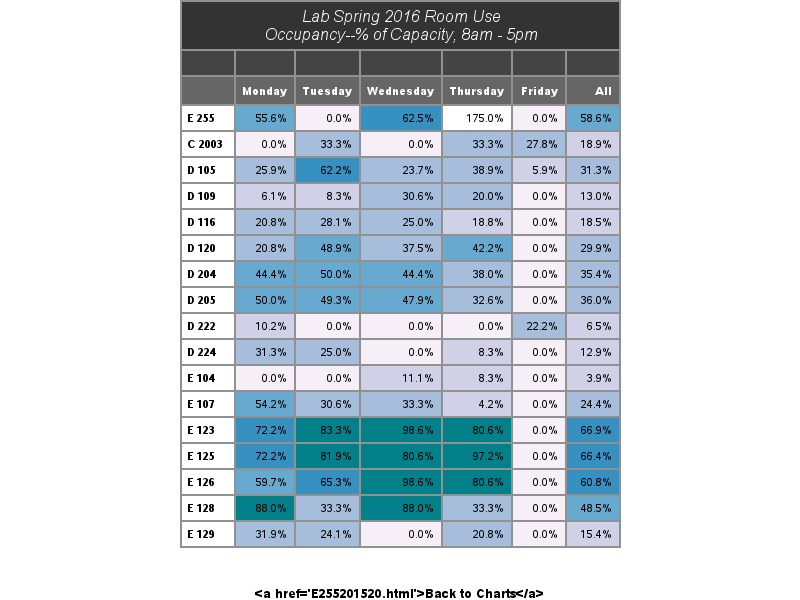 Lab Spring 2016 Room Use
Occupancy--% of Capacity, 8am - 5pm
Monday Tuesday Wednesday Thursday Friday All
E 255 55.6% 0.0% 62.5% 175.0% 0.0% 58.6%
C 2003 0.0% 33.3% 0.0% 33.3% 27.8% 18.9%
D 105 25.9% 62.2% 23.7% 38.9% 5.9% 31.3%
D 109 6.1% 8.3% 30.6% 20.0% 0.0% 13.0%
D 116 20.8% 28.1% 25.0% 18.8% 0.0% 18.5%
D 120 20.8% 48.9% 37.5% 42.2% 0.0% 29.9%
D 204 44.4% 50.0% 44.4% 38.0% 0.0% 35.4%
D 205 50.0% 49.3% 47.9% 32.6% 0.0% 36.0%
D 222 10.2% 0.0% 0.0% 0.0% 22.2% 6.5%
D 224 31.3% 25.0% 0.0% 8.3% 0.0% 12.9%
E 104 0.0% 0.0% 11.1% 8.3% 0.0% 3.9%
E 107 54.2% 30.6% 33.3% 4.2% 0.0% 24.4%
E 123 72.2% 83.3% 98.6% 80.6% 0.0% 66.9%
E 125 72.2% 81.9% 80.6% 97.2% 0.0% 66.4%
E 126 59.7% 65.3% 98.6% 80.6% 0.0% 60.8%
E 128 88.0% 33.3% 88.0% 33.3% 0.0% 48.5%
E 129 31.9% 24.1% 0.0% 20.8% 0.0% 15.4%
<a href='E255201520.html'>Back to Charts</a>